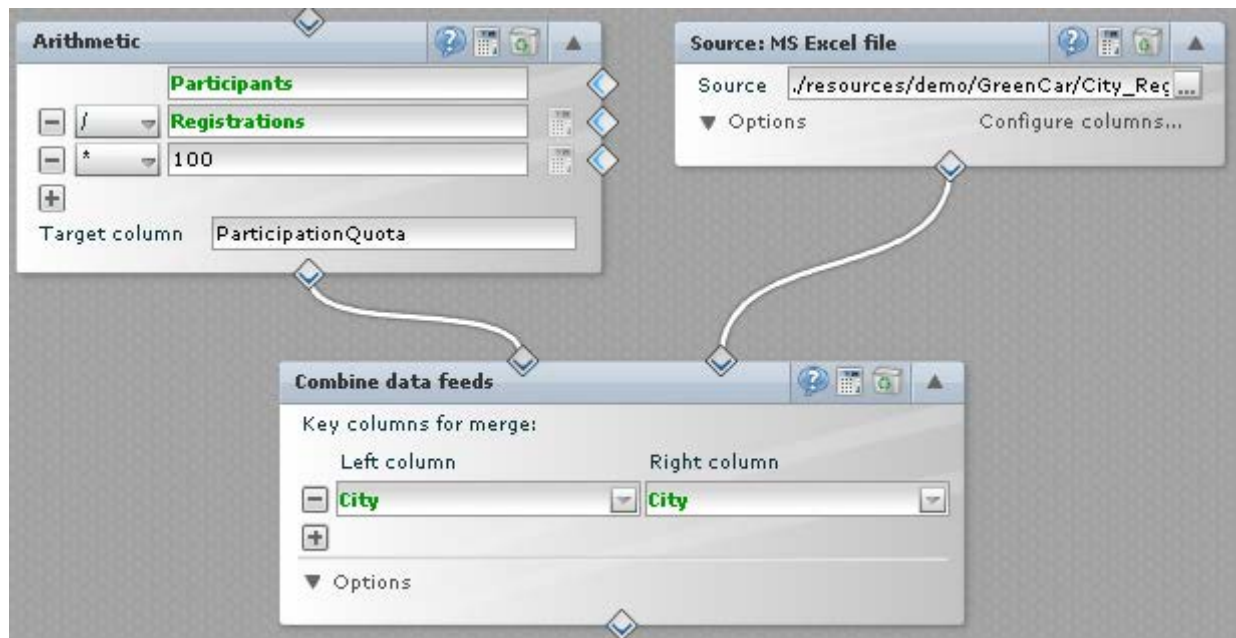 Arithmetic
Participants
/ Registrations
* 100
Target column ParticipationQuota
Source: MS Excel file
Source ./resources/demo/GreenCar/City_Reg ...
Options Configure columns...
Combine data feeds
Key columns for merge:
Left column Right column
City City
Options